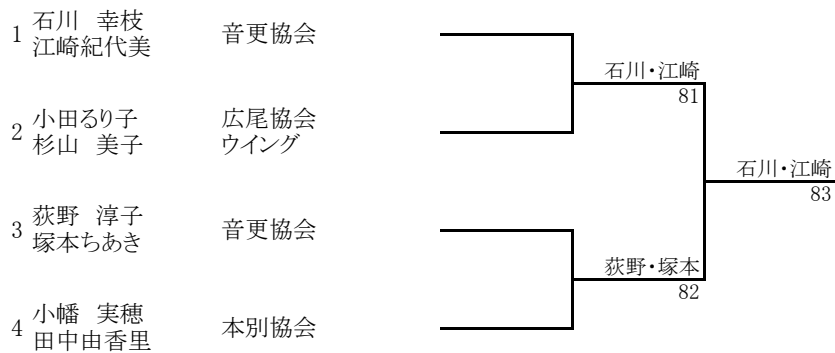 1 石川 幸枝
江崎紀代美
音更協会
2 小田るり子
杉山 美子
広尾協会
ウイング
3 荻野 淳子
塚本ちあき
音更協会
4 小幡 実穂
田中由香里
本別協会
石川・江崎
81
荻野・塚本
82
石川・江崎
83